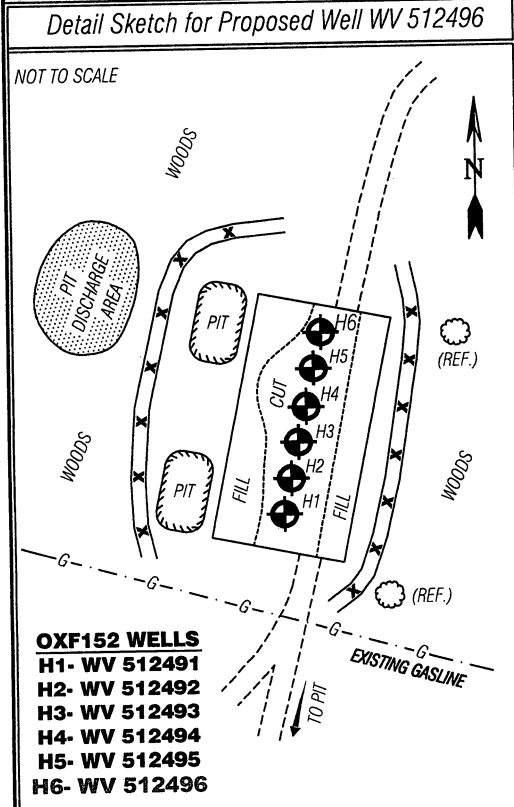 Detail Sketch for Proposed Well WV 512496
NOT TO SCALE
WOODS
N
PIT
DISCHARGE
AREA
PIT
H6
(REF.)
H5
CUT
H4
H3
WOODS
WOODS
PIT
FILL
H2
FILL
H1
G
G
G
(REF.)
G
G
EXISTING GASLINE
OXF152 WELLS
H1- WV 512491
H2- WV 512492
H3- WV 512493
H4- WV 512494
H5- WV 512495
H6- WV 512496
TO PIT